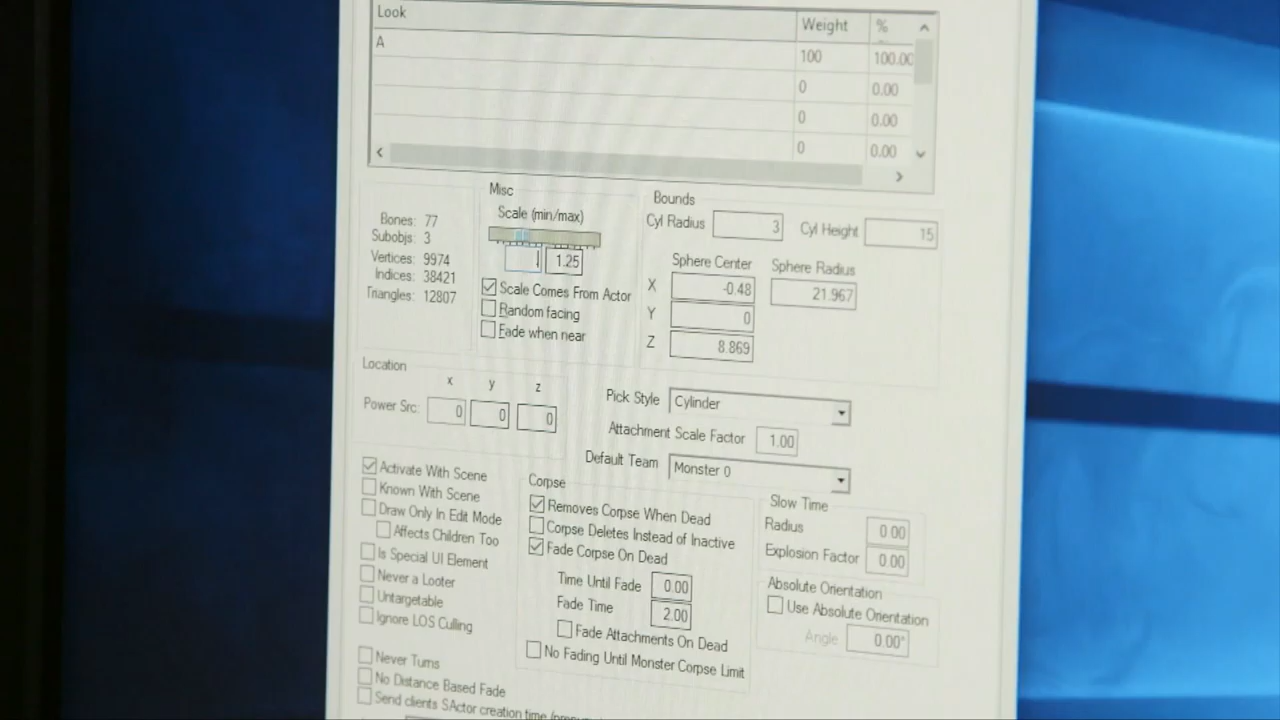 Look Weight %
A 100 100.00
0 0.00
0 0.00
0 0.00
Misc
Scale (min/max)
1.25
Scale Comes From Actor
Random facing
Fade when near
Bones: 77
Subobjs: 3
Vertices: 9974
Indices: 38421
Triangles: 12807
Bounds
Cyl Radius 3 Cyl Height 15
Sphere Center Sphere Radius
X -0.48 21.967
Y 0
Z 8.869
Location
x y z
Power Src: 0 0 0
Pick Style Cylinder
Attachment Scale Factor 1.00
Default Team Monster 0
Activate With Scene
Known With Scene
Draw Only In Edit Mode
Affects Children Too
Is Special UI Element
Never a Looter
Untargetable
Ignore LOS Culling
Never Turns
No Distance Based Fade
Send clients SActor creation time
Corpse
Removes Corpse When Dead
Corpse Deletes Instead of Inactive
Fade Corpse On Dead
Time Until Fade 0.00
Fade Time 2.00
Fade Attachments On Dead
No Fading Until Monster Corpse Limit
Slow Time
Radius 0.00
Explosion Factor 0.00
Absolute Orientation
Use Absolute Orientation
Angle 0.00°